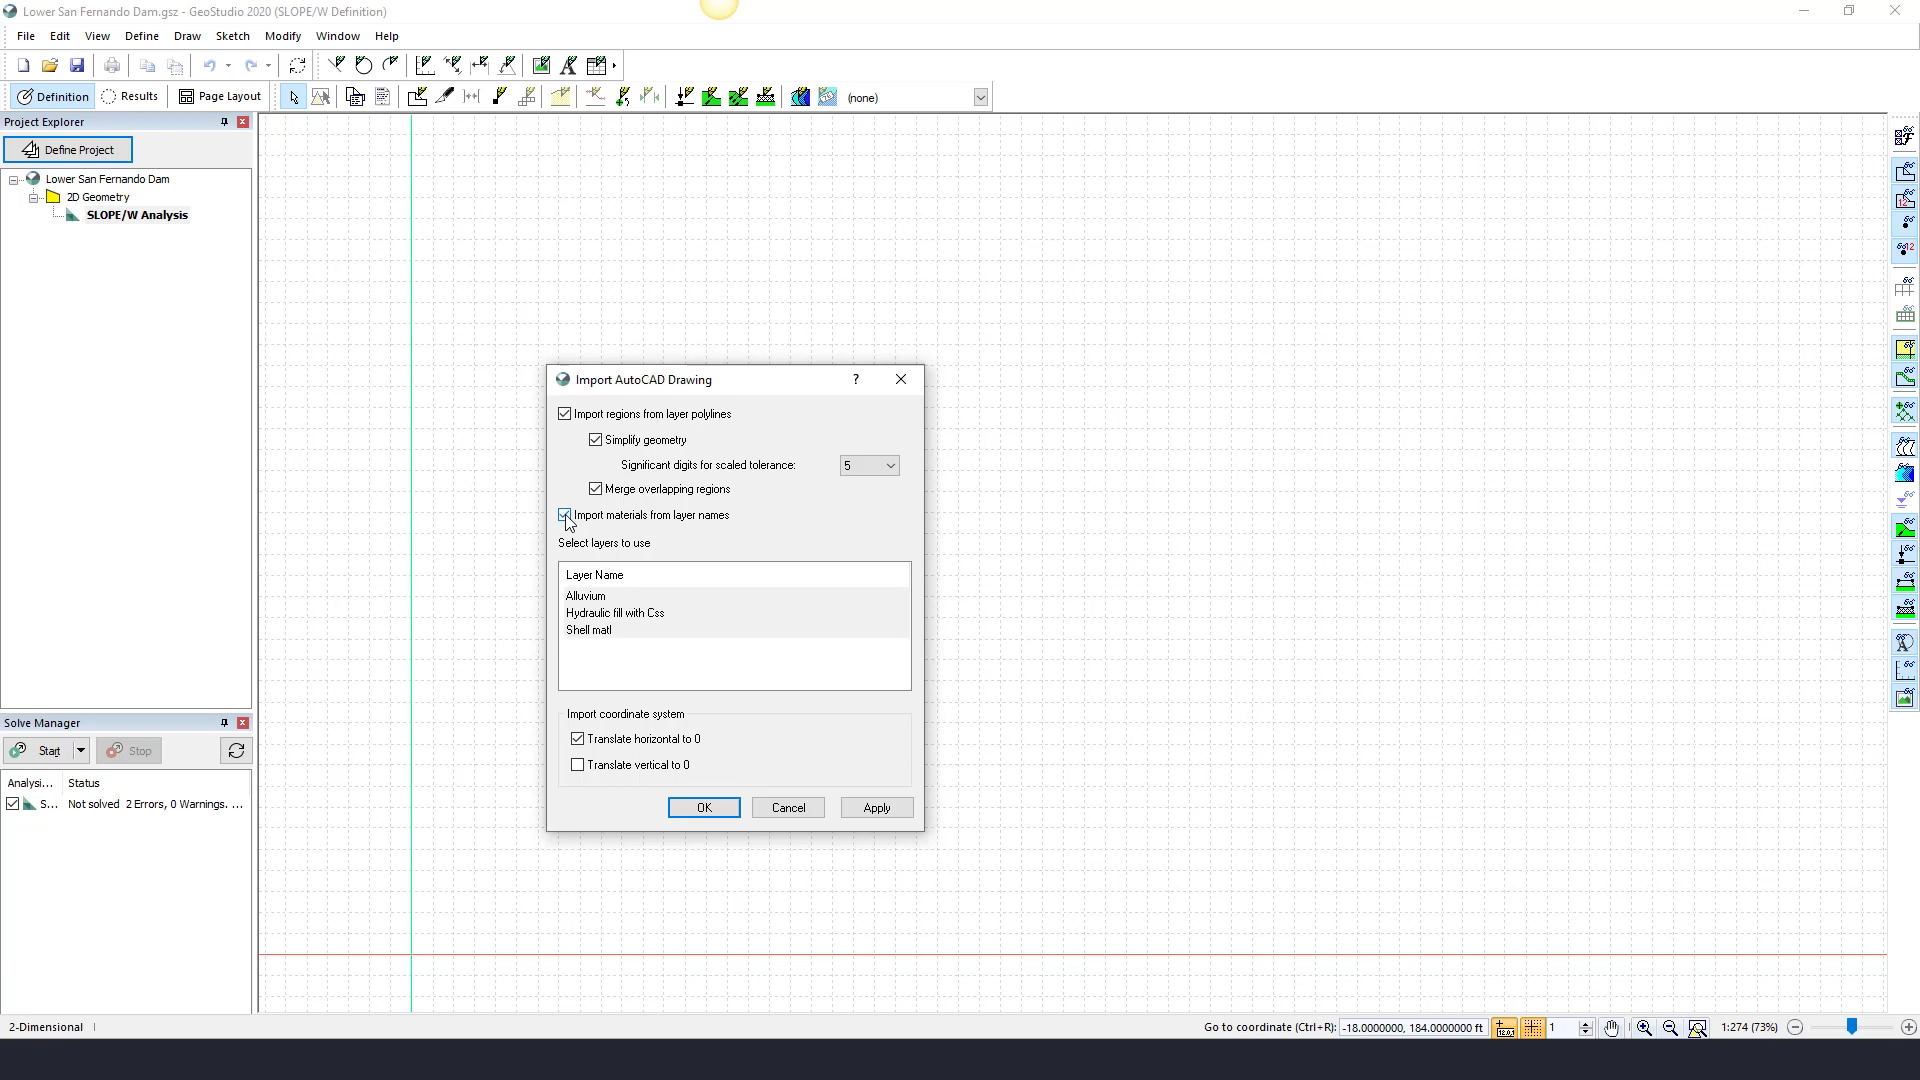 Lower San Fernando Dam.gsz - GeoStudio 2020 (SLOPE/W Definition)
File Edit View Define Draw Sketch Modify Window Help
Definition Results Page Layout (none)
Project Explorer
Define Project
Lower San Fernando Dam
2D Geometry
SLOPE/W Analysis
Import AutoCAD Drawing
Import regions from layer polylines
Simplify geometry
Significant digits for scaled tolerance: 5
Merge overlapping regions
Import materials from layer names
Select layers to use
Layer Name
Alluvium
Hydraulic fill with Css
Shell matl
Import coordinate system
Translate horizontal to 0
Translate vertical to 0
OK Cancel Apply
Solve Manager
Start Stop
Analysi... Status
S... Not solved 2 Errors, 0 Warnings. ...
2-Dimensional
Go to coordinate (Ctrl+R): -18.0000000, 184.0000000 ft 1 1:274 (73%)